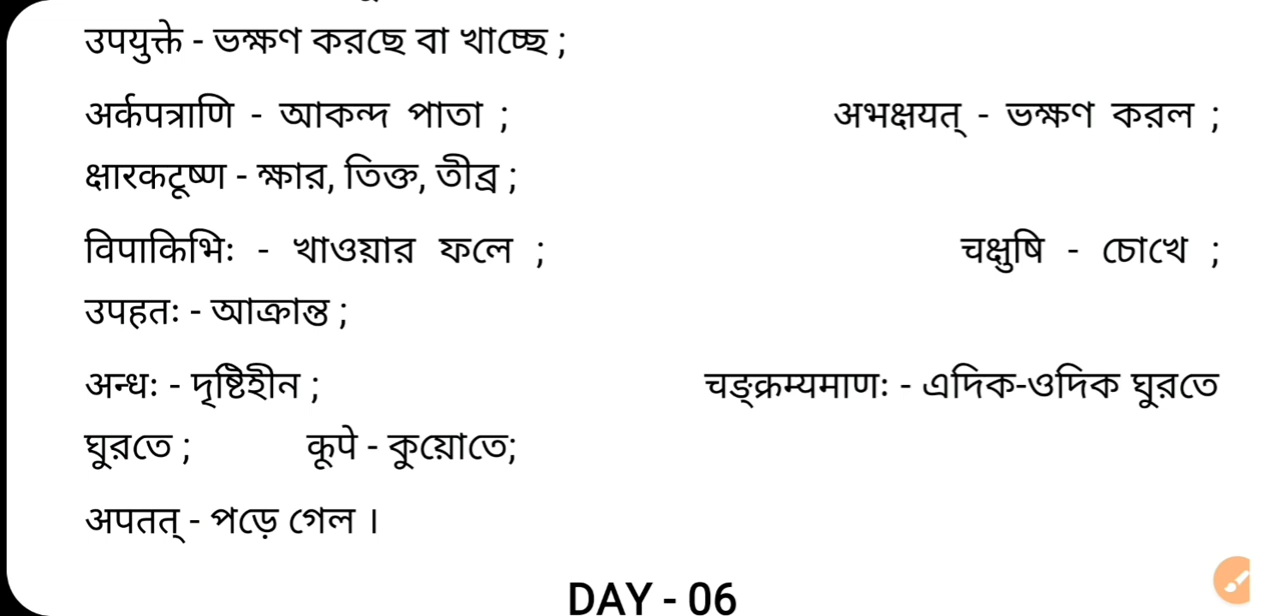 उपयुक्ते - ভক্ষণ করছে বা খাচ্ছে ;
अर्कपत्राणि - আকন্দ পাতা ; अभक्षयत् - ভক্ষণ করল ;
क्षारकटूष्ण - ক্ষার, তিক্ত, তীব্র ;
विपाकिभिः - খাওয়ার ফলে ; चक्षुषि - চোখে ;
उपहतः - আক্রান্ত ;
अन्धः - দৃষ্টিহীন ; चङ्क्रम्यमाणः - এদিক-ওদিক ঘুরতে
ঘুরতে ; कूपे - কুয়োতে;
अपतत् - পড়ে গেল ।
DAY - 06